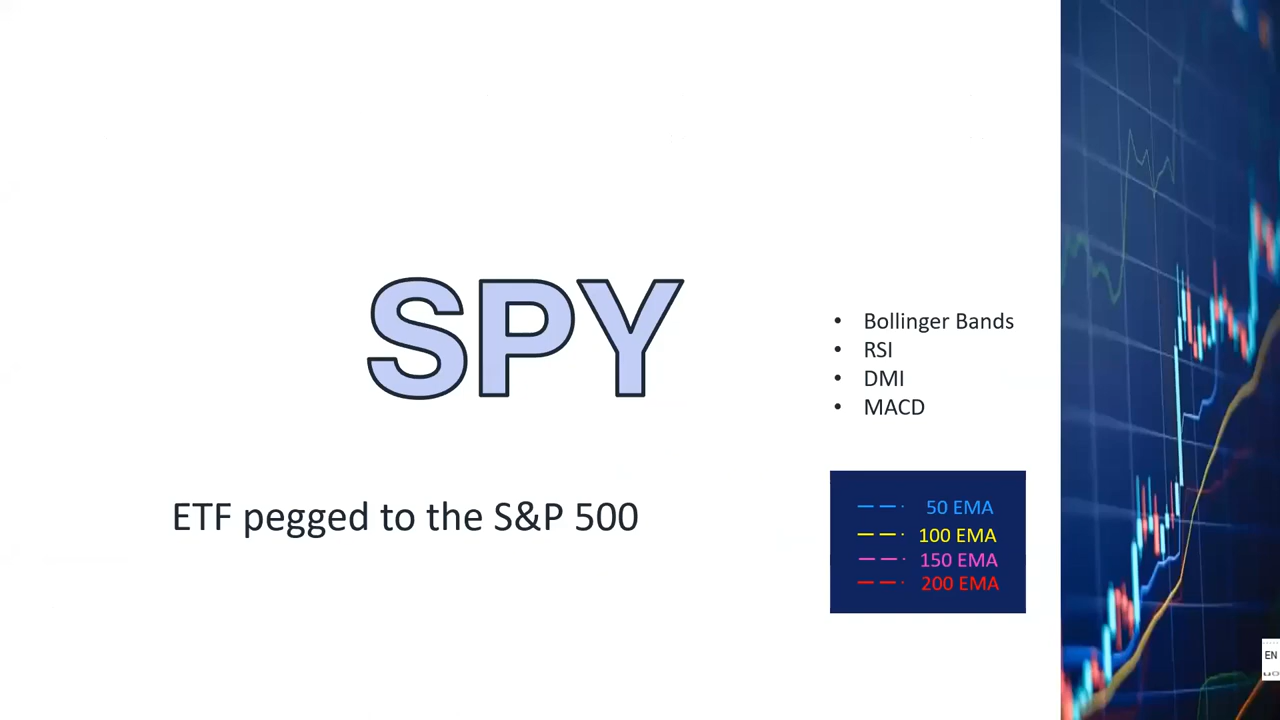 SPY
ETF pegged to the S&P 500
• Bollinger Bands
• RSI
• DMI
• MACD
50 EMA
100 EMA
150 EMA
200 EMA
EN